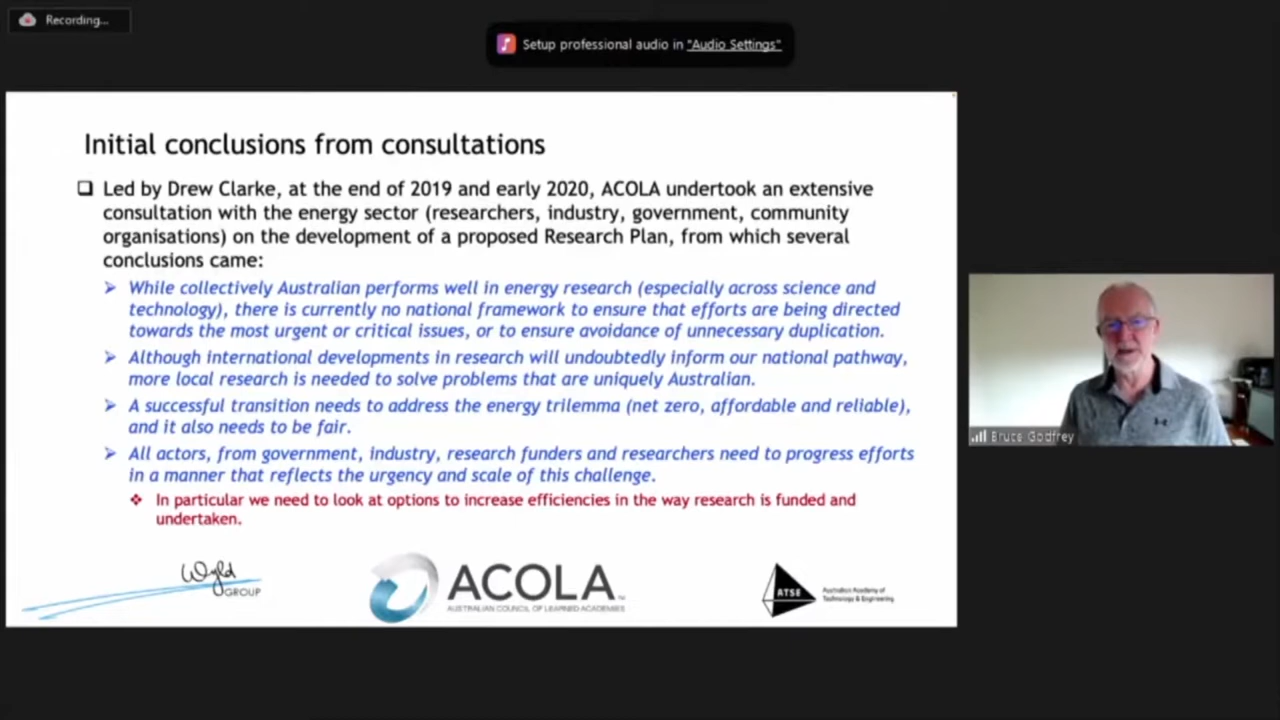 Recording...
Setup professional audio in "Audio Settings"
Initial conclusions from consultations
Led by Drew Clarke, at the end of 2019 and early 2020, ACOLA undertook an extensive
consultation with the energy sector (researchers, industry, government, community
organisations) on the development of a proposed Research Plan, from which several
conclusions came:
While collectively Australian performs well in energy research (especially across science and
technology), there is currently no national framework to ensure that efforts are being directed
towards the most urgent or critical issues, or to ensure avoidance of unnecessary duplication.
Although international developments in research will undoubtedly inform our national pathway,
more local research is needed to solve problems that are uniquely Australian.
A successful transition needs to address the energy trilemma (net zero, affordable and reliable),
and it also needs to be fair.
All actors, from government, industry, research funders and researchers need to progress efforts
in a manner that reflects the urgency and scale of this challenge.
In particular we need to look at options to increase efficiencies in the way research is funded and
undertaken.
Wyld
GROUP
ACOLA
AUSTRALIAN COUNCIL OF LEARNED ACADEMIES
ATSE
Australian Academy of
Technology & Engineering
Bruce Godfrey